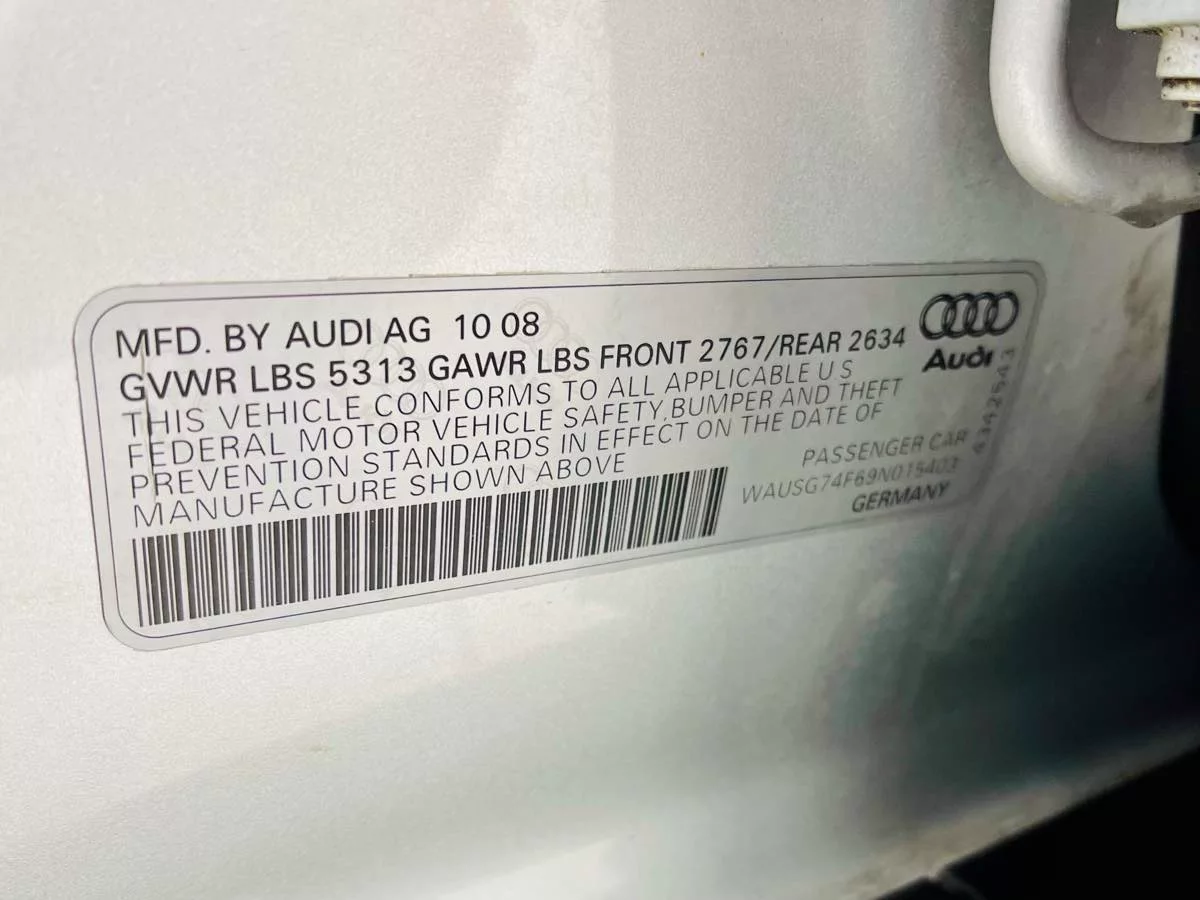 MFD. BY AUDI AG 10 08
GVWR LBS 5313 GAWR LBS FRONT 2767/REAR 2634
THIS VEHICLE CONFORMS TO ALL APPLICABLE U S
FEDERAL MOTOR VEHICLE SAFETY, BUMPER AND THEFT
PREVENTION STANDARDS IN EFFECT ON THE DATE OF
MANUFACTURE SHOWN ABOVE
Audi
PASSENGER CAR
WAUSG74F69N015403
GERMANY
43442543